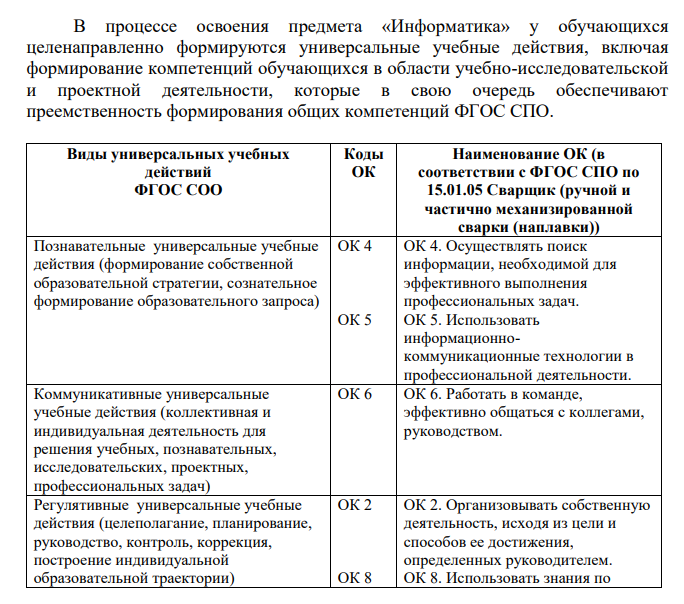 В процессе освоения предмета «Информатика» у обучающихся
целенаправленно формируются универсальные учебные действия, включая
формирование компетенций обучающихся в области учебно-исследовательской
и проектной деятельности, которые в свою очередь обеспечивают
преемственность формирования общих компетенций ФГОС СПО.
Виды универсальных учебных
действий
ФГОС СОО
Коды
ОК
Наименование ОК (в
соответствии с ФГОС СПО по
15.01.05 Сварщик (ручной и
частично механизированной
сварки (наплавки))
Познавательные универсальные учебные
действия (формирование собственной
образовательной стратегии, сознательное
формирование образовательного запроса)
ОК 4
ОК 5
ОК 4. Осуществлять поиск
информации, необходимой для
эффективного выполнения
профессиональных задач.
ОК 5. Использовать
информационно-
коммуникационные технологии в
профессиональной деятельности.
Коммуникативные универсальные
учебные действия (коллективная и
индивидуальная деятельность для
решения учебных, познавательных,
исследовательских, проектных,
профессиональных задач)
ОК 6
ОК 6. Работать в команде,
эффективно общаться с коллегами,
руководством.
Регулятивные универсальные учебные
действия (целеполагание, планирование,
руководство, контроль, коррекция,
построение индивидуальной
образовательной траектории)
ОК 2
ОК 8
ОК 2. Организовывать собственную
деятельность, исходя из цели и
способов ее достижения,
определенных руководителем.
ОК 8. Использовать знания по